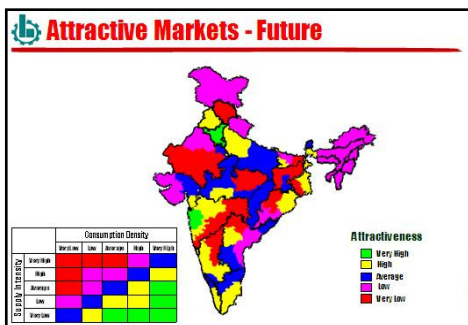 Attractive Markets - Future
Consumption Density
Very Low Low Average High Very High
Supply Intensity
Very High
High
Average
Low
Very Low
Attractiveness
Very High
High
Average
Low
Very Low